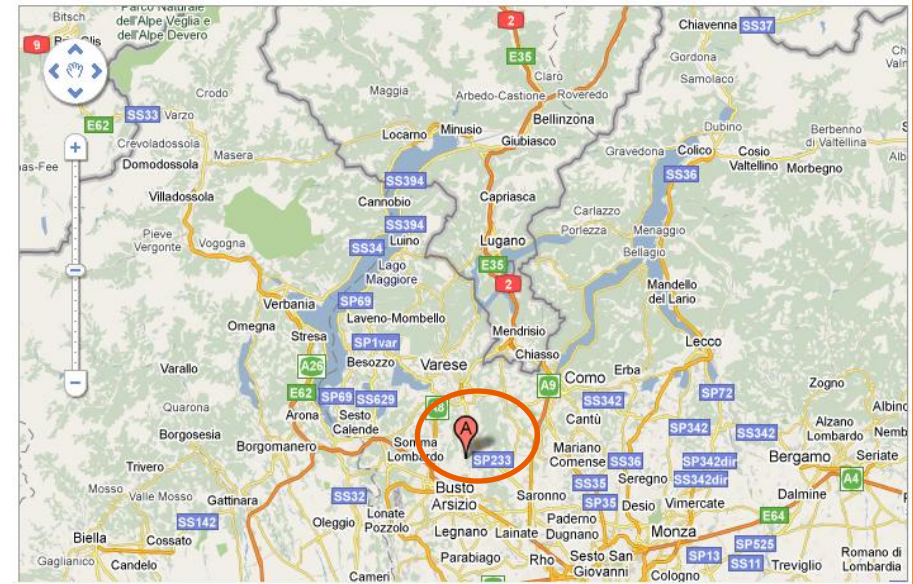 Bitsch
Parco Naturale
dell'Alpe Veglia e
dell'Alpe Devero
2
Chiavenna SS37
9
E35
Gordona
Claro
Samolaco
Crodo
Maggia
Arbedo-Castione Roveredo
SS33 Varzo
E62
Bellinzona
Dubino
Berbenno
di Valtellina
Locarno Minusio
Giubiasco
Crevoladossola
Masera
Gravedona Colico
Cosio
Valtellino Morbegno
as-Fee
Domodossola
SS394
SS36
Villadossola
Cannobio
Capriasca
Carlazzo
SS394
Porlezza
Menaggio
Pieve
Vergonte
Vogogna
SS34 Luino
Lugano
Bellagio
Lago
Maggiore
E35
2
Mandello
del Lario
Verbania
SP69
Omegna
Laveno-Mombello
Stresa
Mendrisio
SP1var
Lecco
Chiasso
Varallo
A26
Besozzo
Varese
Como
Erba
Zogno
A9
E62 SP69 SS629
SS342
SP72
Quarona
Arona
Sesto
Calende
A8
Cantù
Albino
Borgosesia
A
SP342
SS342
Alzano
Lombardo
Nemb
Borgomanero
Somma
Lombardo
SP233
Mariano
Comense SS36
SP342dir
Bergamo
Seriate
Trivero
Busto
Arsizio
SS35
Seregno
SS342dir
A4
Mosso
Valle Mosso
Gattinara
SS32
Saronno
SP35
Desio
Vimercate
Dalmine
SS142
Oleggio
Lonate
Pozzolo
Paderno
Dugnano
E64
Biella
Cossato
Legnano Lainate
Monza
SP525
Gaglianico
Candelo
Parabiago
Rho
Sesto San
Giovanni
SP13
SS11
Treviglio
Romano di
Lombardia
Cameri
Cologno